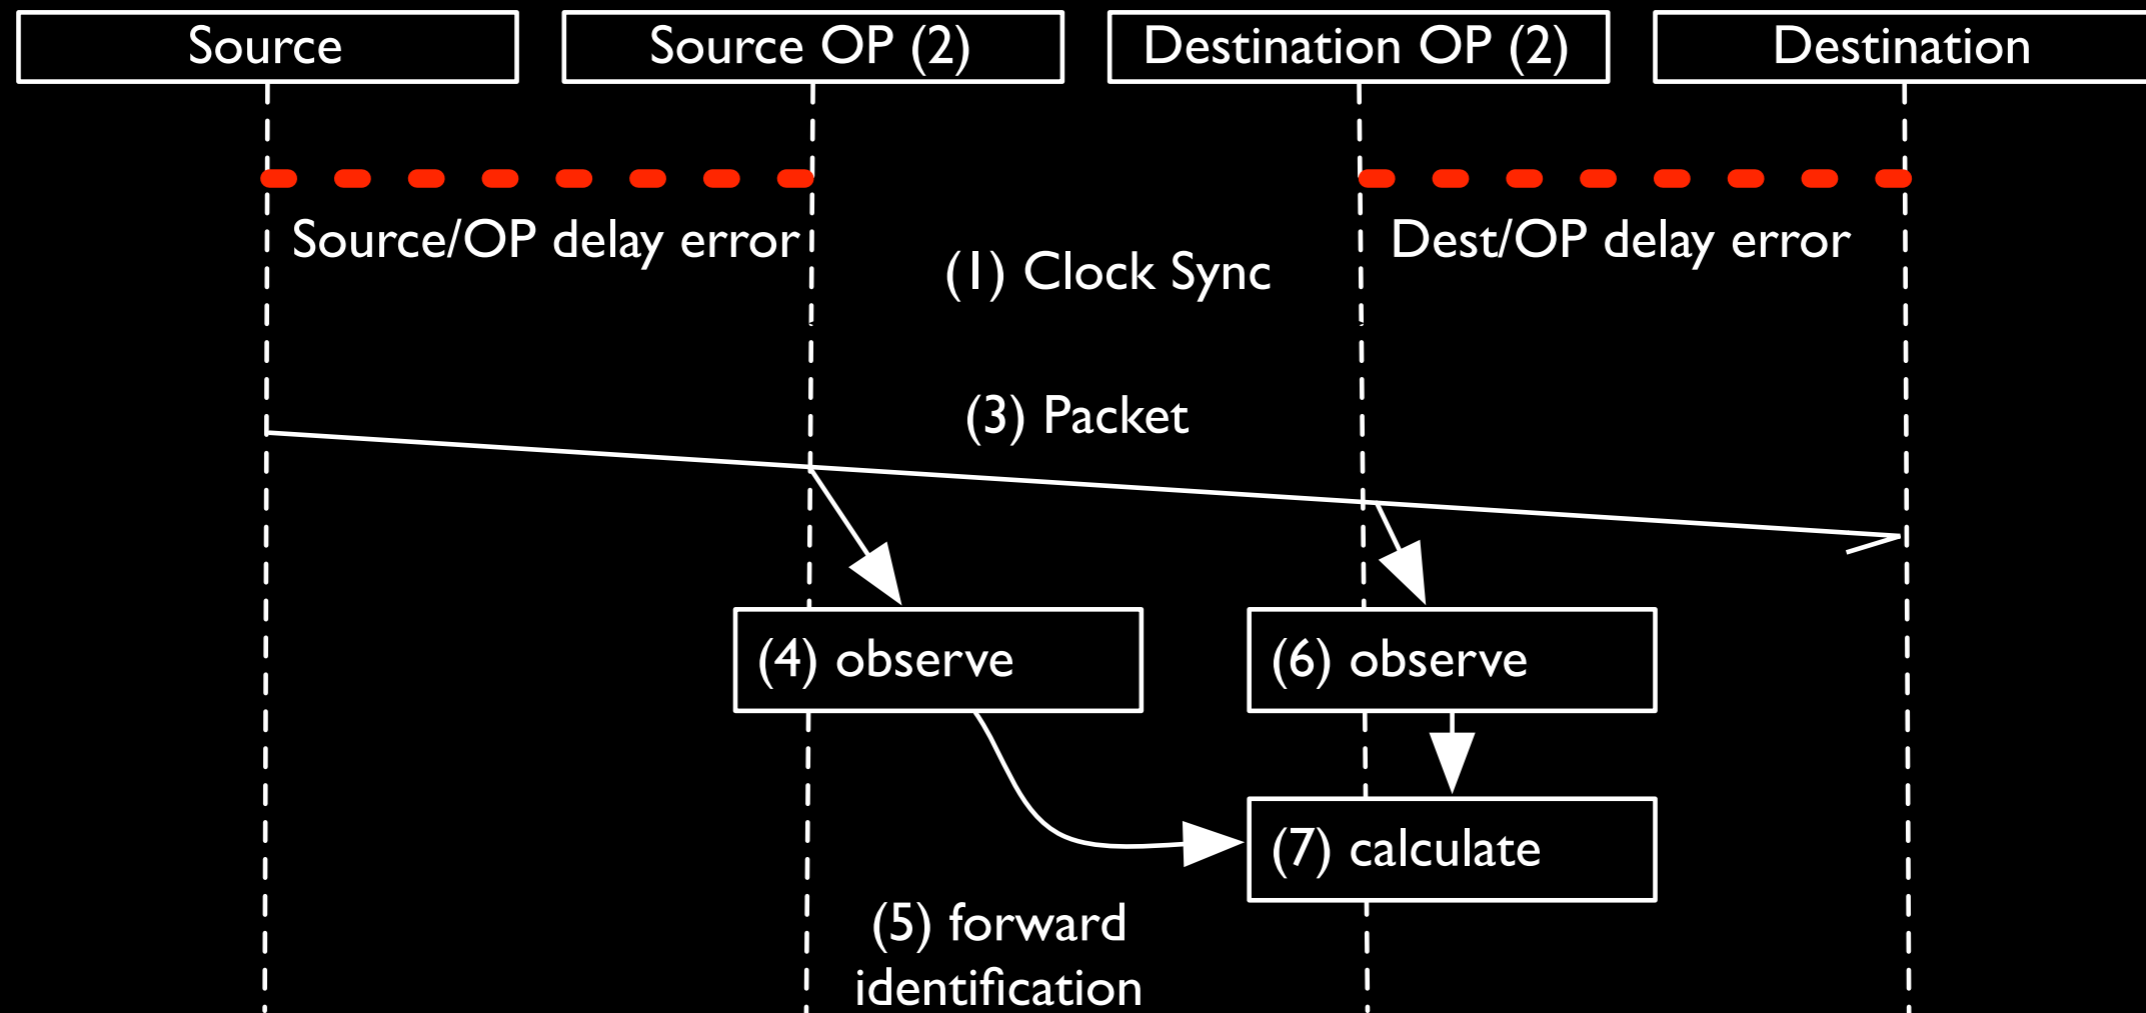 Source
Source OP (2)
Destination OP (2)
Destination
Source/OP delay error
Dest/OP delay error
(1) Clock Sync
(3) Packet
(4) observe
(6) observe
(7) calculate
(5) forward
identification